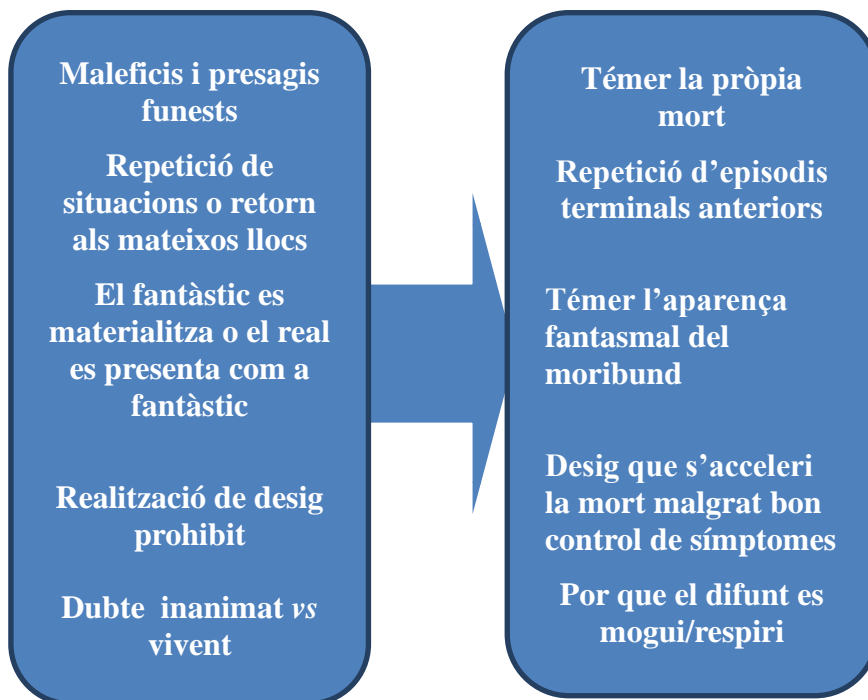 Maleficis i presagis
funests
Repetició de
situacions o retorn
als mateixos llocs
El fantàstic es
materialitza o el real
es presenta com a
fantàstic
Realització de desig
prohibit
Dubte inanimat vs
vivent
Témer la pròpia
mort
Repetició d’episodis
terminals anteriors
Témer l’aparença
fantasmal del
moribund
Desig que s’acceleri
la mort malgrat bon
control de símptomes
Por que el difunt es
mogui/respiri